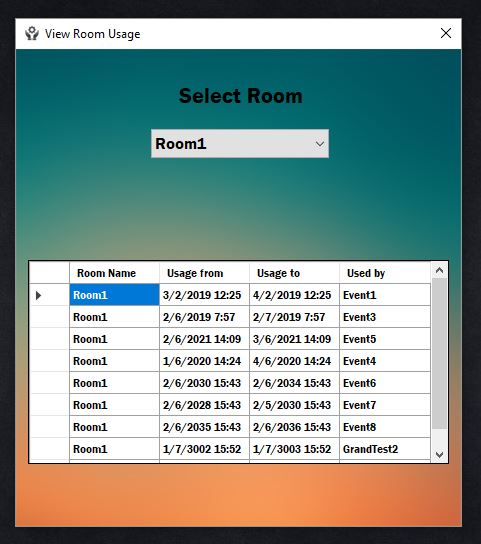 View Room Usage
Select Room
Room1
Room Name Usage from Usage to Used by
Room1 3/2/2019 12:25 4/2/2019 12:25 Event1
Room1 2/6/2019 7:57 2/7/2019 7:57 Event3
Room1 2/6/2021 14:09 3/6/2021 14:09 Event5
Room1 1/6/2020 14:24 4/6/2020 14:24 Event4
Room1 2/6/2030 15:43 2/6/2034 15:43 Event6
Room1 2/6/2028 15:43 2/5/2030 15:43 Event7
Room1 2/6/2035 15:43 2/6/2036 15:43 Event8
Room1 1/7/3002 15:52 1/7/3003 15:52 GrandTest2